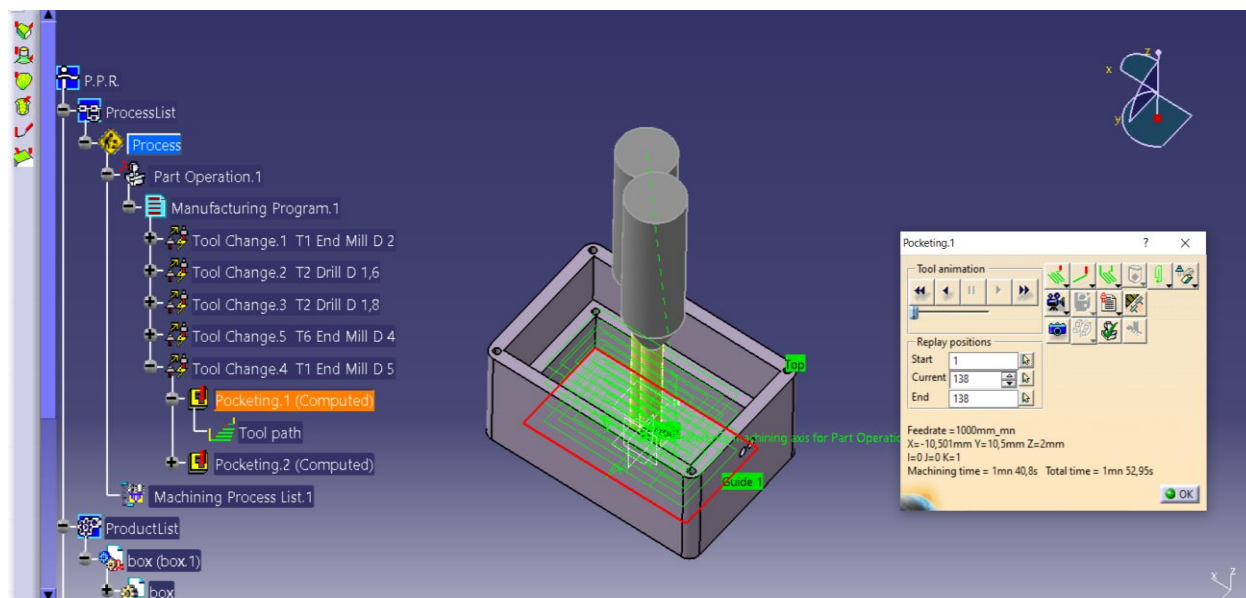 P.P.R.
ProcessList
Process
Part Operation.1
Manufacturing Program.1
Tool Change.1 T1 End Mill D 2
Tool Change.2 T2 Drill D 1,6
Tool Change.3 T2 Drill D 1,8
Tool Change.5 T6 End Mill D 4
Tool Change.4 T1 End Mill D 5
Pocketing.1 (Computed)
Tool path
Pocketing.2 (Computed)
Machining Process List.1
ProductList
box (box.1)
box
z
x
y
Top
machining axis for Part Operatio
Guide 1
Pocketing.1
? X
Tool animation
Replay positions
Start 1
Current 138
End 138
Feedrate =1000mm_mn
X=-10,501mm Y=10,5mm Z=2mm
I=0 J=0 K=1
Machining time = 1mn 40,8s Total time = 1mn 52,95s
OK
x z